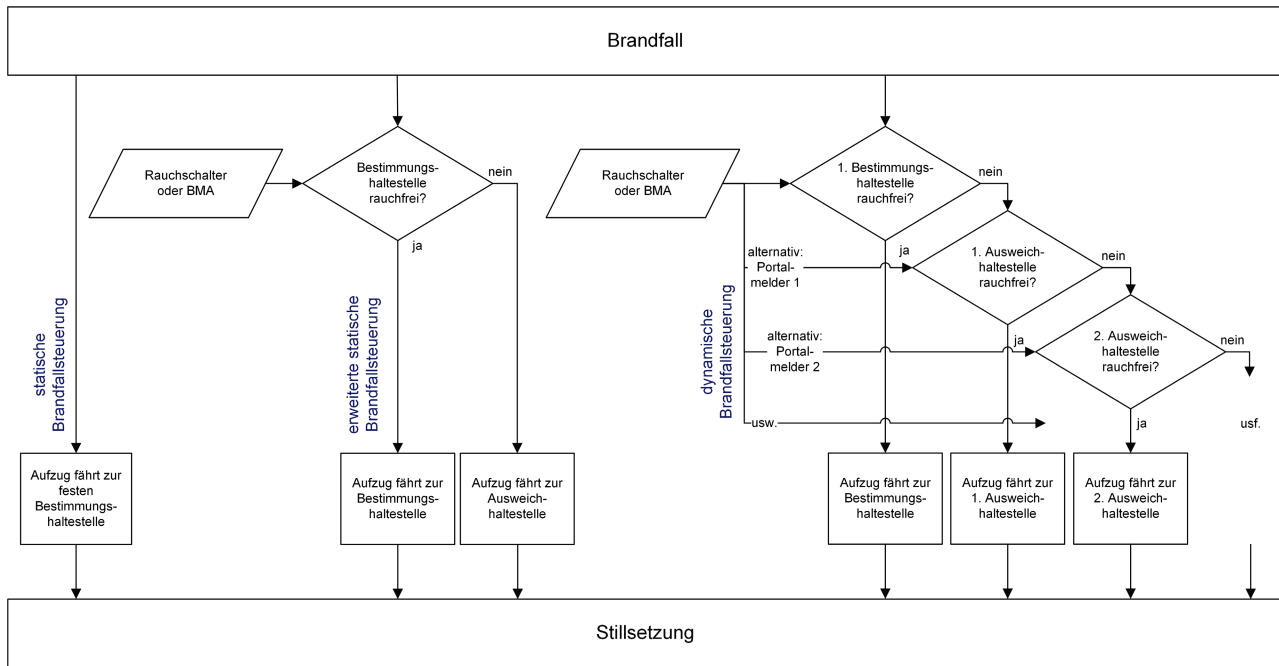 Brandfall
statische
Brandfallsteuerung
Aufzug fährt zur
festen
Bestimmungs-
haltestelle
Rauchschalter
oder BMA
Bestimmungs-
haltestelle
rauchfrei?
nein
ja
erweiterte statische
Brandfallsteuerung
Aufzug fährt zur
Bestimmungs-
haltestelle
Aufzug fährt zur
Ausweich-
haltestelle
Rauchschalter
oder BMA
1. Bestimmungs-
haltestelle
rauchfrei?
nein
ja
alternativ:
Portal-
melder 1
1. Ausweich-
haltestelle
rauchfrei?
nein
ja
alternativ:
Portal-
melder 2
2. Ausweich-
haltestelle
rauchfrei?
nein
ja
usw.
usf.
dynamische
Brandfallsteuerung
Aufzug fährt zur
Bestimmungs-
haltestelle
Aufzug fährt zur
1. Ausweich-
haltestelle
Aufzug fährt zur
2. Ausweich-
haltestelle
Stillsetzung